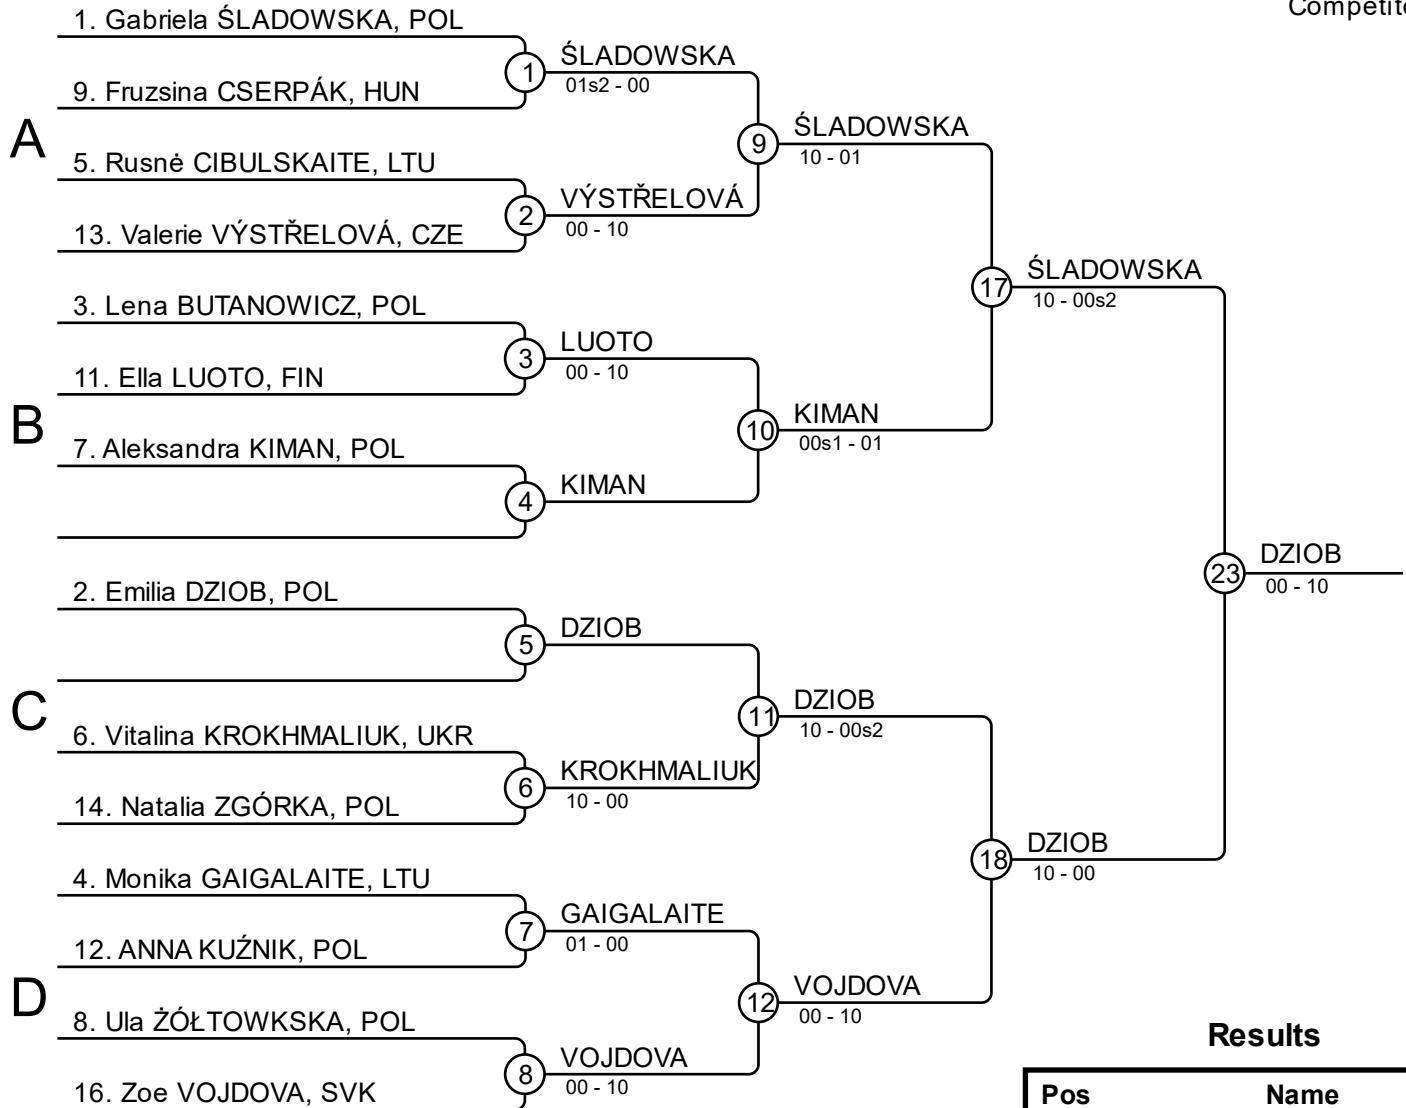 Competit
1. Gabriela ŚLADOWSKA, POL
ŚLADOWSKA
1
01s2 - 00
9. Fruzsina CSERPÁK, HUN
A
ŚLADOWSKA
9
10 - 01
5. Rusnė CIBULSKAITE, LTU
VÝSTŘELOVÁ
2
00 - 10
13. Valerie VÝSTŘELOVÁ, CZE
ŚLADOWSKA
17
10 - 00s2
3. Lena BUTANOWICZ, POL
LUOTO
3
00 - 10
11. Ella LUOTO, FIN
B
KIMAN
10
00s1 - 01
7. Aleksandra KIMAN, POL
KIMAN
4
DZIOB
23
00 - 10
2. Emilia DZIOB, POL
DZIOB
5
C
DZIOB
11
10 - 00s2
6. Vitalina KROKHMALIUK, UKR
KROKHMALIUK
6
10 - 00
14. Natalia ZGÓRKA, POL
DZIOB
18
10 - 00
4. Monika GAIGALAITE, LTU
GAIGALAITE
7
01 - 00
12. ANNA KUŹNIK, POL
D
VOJDOVA
12
00 - 10
8. Ula ŻÓŁTOWKSKA, POL
VOJDOVA
8
00 - 10
16. Zoe VOJDOVA, SVK
Results
Pos Name